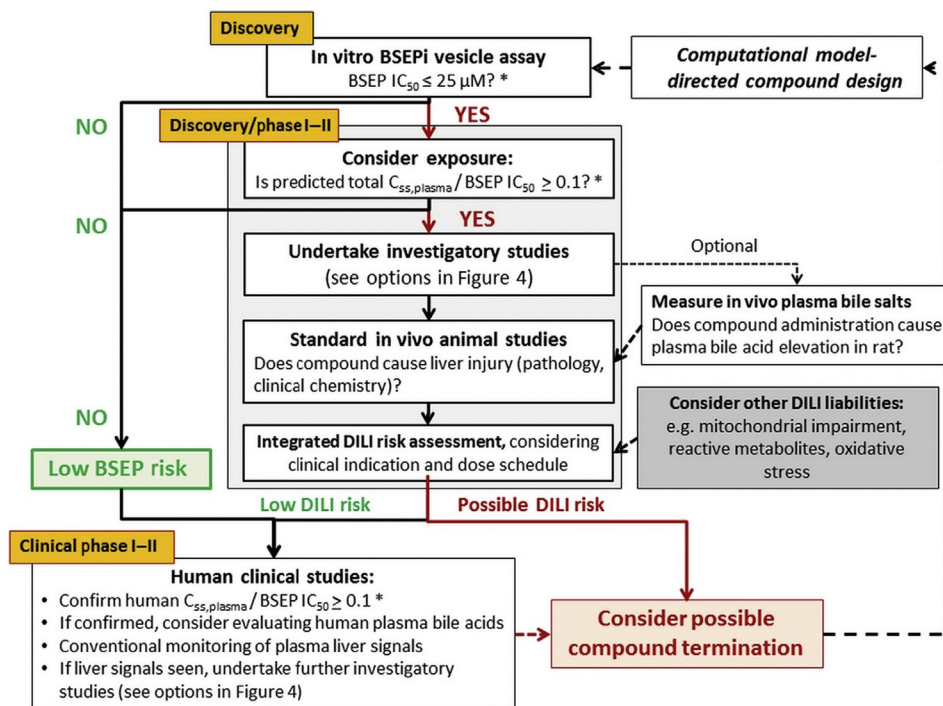 Discovery
In vitro BSEPi vesicle assay
BSEP IC50 ≤ 25 μM? *
Computational model-
directed compound design
NO
YES
Discovery/phase I–II
Consider exposure:
Is predicted total Css,plasma / BSEP IC50 ≥ 0.1? *
NO
YES
Undertake investigatory studies
(see options in Figure 4)
Optional
Measure in vivo plasma bile salts
Does compound administration cause
plasma bile acid elevation in rat?
Standard in vivo animal studies
Does compound cause liver injury (pathology,
clinical chemistry)?
NO
Consider other DILI liabilities:
e.g. mitochondrial impairment,
reactive metabolites, oxidative
stress
Integrated DILI risk assessment, considering
clinical indication and dose schedule
Low BSEP risk
Low DILI risk
Possible DILI risk
Clinical phase I–II
Human clinical studies:
• Confirm human Css,plasma / BSEP IC50 ≥ 0.1 *
• If confirmed, consider evaluating human plasma bile acids
• Conventional monitoring of plasma liver signals
• If liver signals seen, undertake further investigatory
studies (see options in Figure 4)
Consider possible
compound termination